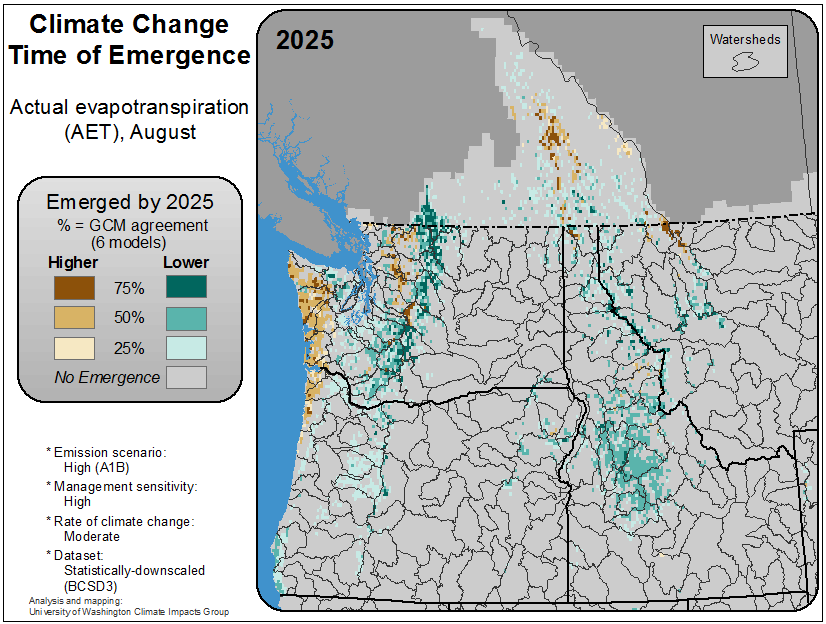 Climate Change
Time of Emergence
Actual evapotranspiration
(AET), August
Emerged by 2025
% = GCM agreement
(6 models)
Higher
Lower
75%
50%
25%
No Emergence
* Emission scenario:
High (A1B)
* Management sensitivity:
High
* Rate of climate change:
Moderate
* Dataset:
Statistically-downscaled
(BCSD3)
Analysis and mapping:
University of Washington Climate Impacts Group
2025
Watersheds